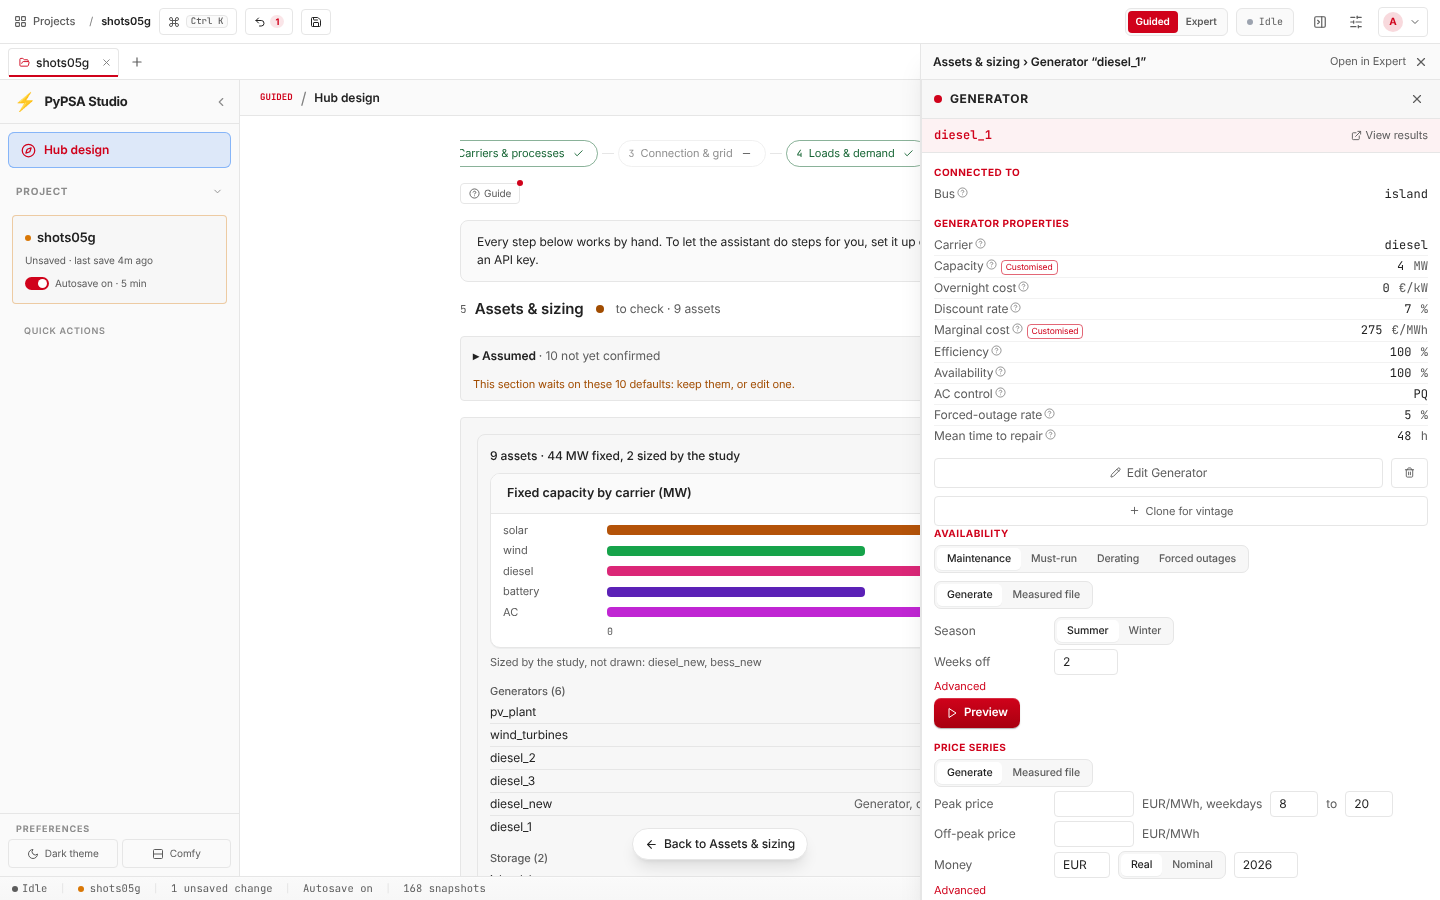 Projects / shots05g ⌘ Ctrl K 1
Guided Expert Idle A
shots05g × +
PyPSA Studio
Hub design
PROJECT
shots05g
Unsaved · last save 4m ago
Autosave on · 5 min
QUICK ACTIONS
PREFERENCES
Dark theme Comfy
GUIDED / Hub design
Carriers & processes ✓ 3 Connection & grid – 4 Loads & demand ✓
Guide
Every step below works by hand. To let the assistant do steps for you, set it up
an API key.
5 Assets & sizing to check · 9 assets
▸ Assumed · 10 not yet confirmed
This section waits on these 10 defaults: keep them, or edit one.
9 assets · 44 MW fixed, 2 sized by the study
Fixed capacity by carrier (MW)
solar
wind
diesel
battery
AC
0
Sized by the study, not drawn: diesel_new, bess_new
Generators (6)
pv_plant
wind_turbines
diesel_2
diesel_3
diesel_new Generator,
diesel_1
Storage (2)
← Back to Assets & sizing
Assets & sizing › Generator “diesel_1” Open in Expert ×
GENERATOR ×
diesel_1 View results
CONNECTED TO
Bus island
GENERATOR PROPERTIES
Carrier diesel
Capacity Customised 4 MW
Overnight cost 0 €/kW
Discount rate 7 %
Marginal cost Customised 275 €/MWh
Efficiency 100 %
Availability 100 %
AC control PQ
Forced-outage rate 5 %
Mean time to repair 48 h
Edit Generator
+ Clone for vintage
AVAILABILITY
Maintenance Must-run Derating Forced outages
Generate Measured file
Season Summer Winter
Weeks off 2
Advanced
Preview
PRICE SERIES
Generate Measured file
Peak price EUR/MWh, weekdays 8 to 20
Off-peak price EUR/MWh
Money EUR Real Nominal 2026
Advanced
Idle shots05g 1 unsaved change Autosave on 168 snapshots